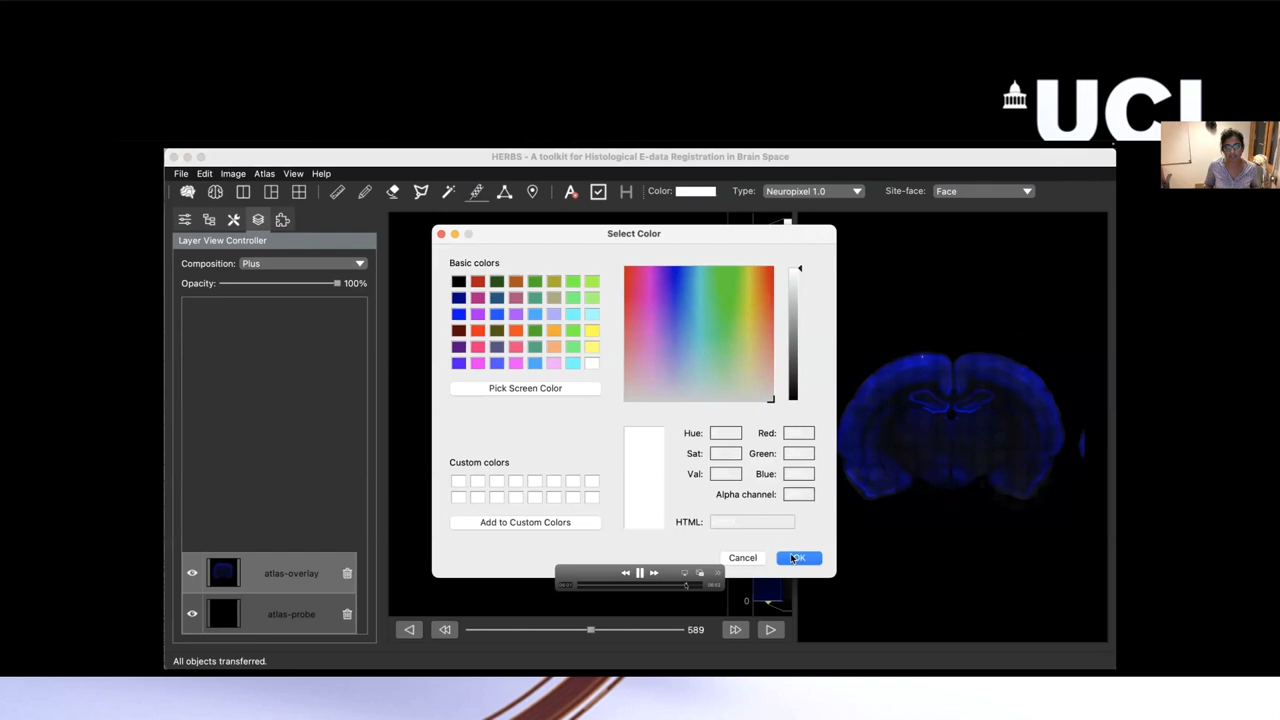 UCL
HERBS - A toolkit for Histological E-data Registration in Brain Space
File Edit Image Atlas View Help
Color: Type: Neuropixel 1.0 Site-face: Face
Layer View Controller
Composition: Plus
Opacity: 100%
Select Color
Basic colors
Pick Screen Color
Hue: Red:
Sat: Green:
Val: Blue:
Alpha channel:
Custom colors
Add to Custom Colors
HTML:
Cancel OK
atlas-overlay
atlas-probe
0
589
All objects transferred.